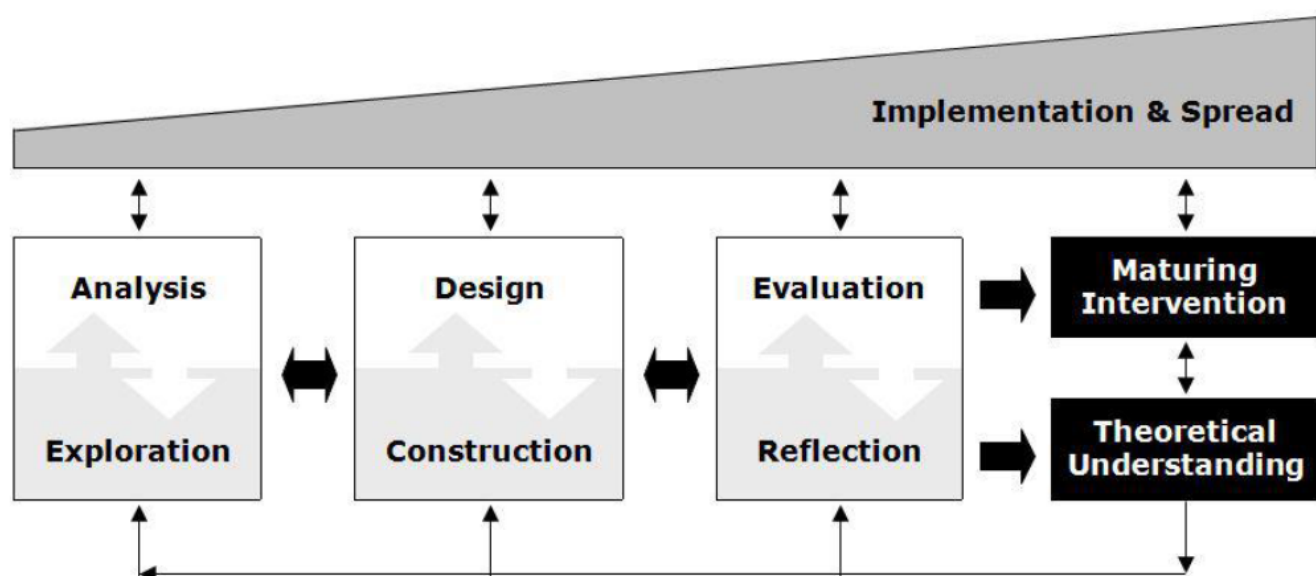 Implementation & Spread
Analysis
Exploration
Design
Construction
Evaluation
Reflection
Maturing
Intervention
Theoretical
Understanding